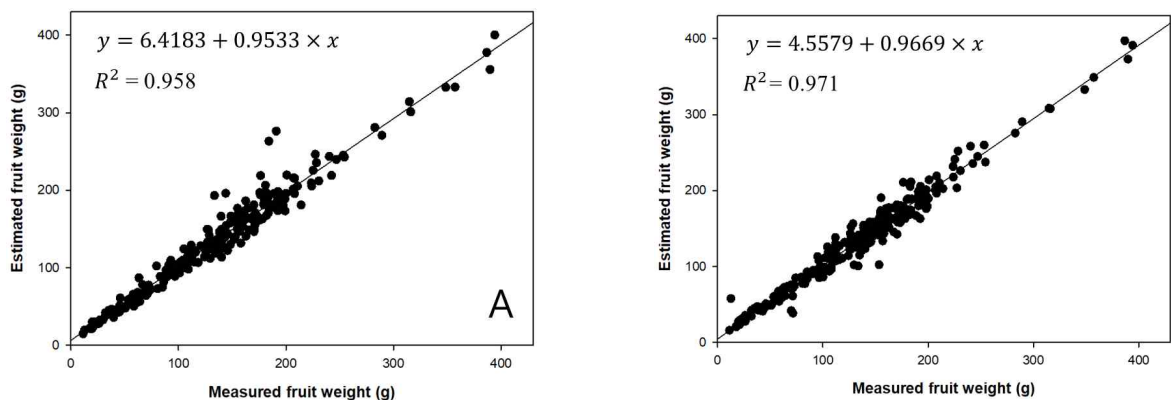 y = 6.4183 + 0.9533 × x
R² = 0.958
A
400
300
200
100
0
0 100 200 300 400
Estimated fruit weight (g)
Measured fruit weight (g)
y = 4.5579 + 0.9669 × x
R² = 0.971
400
300
200
100
0
0 100 200 300 400
Estimated fruit weight (g)
Measured fruit weight (g)